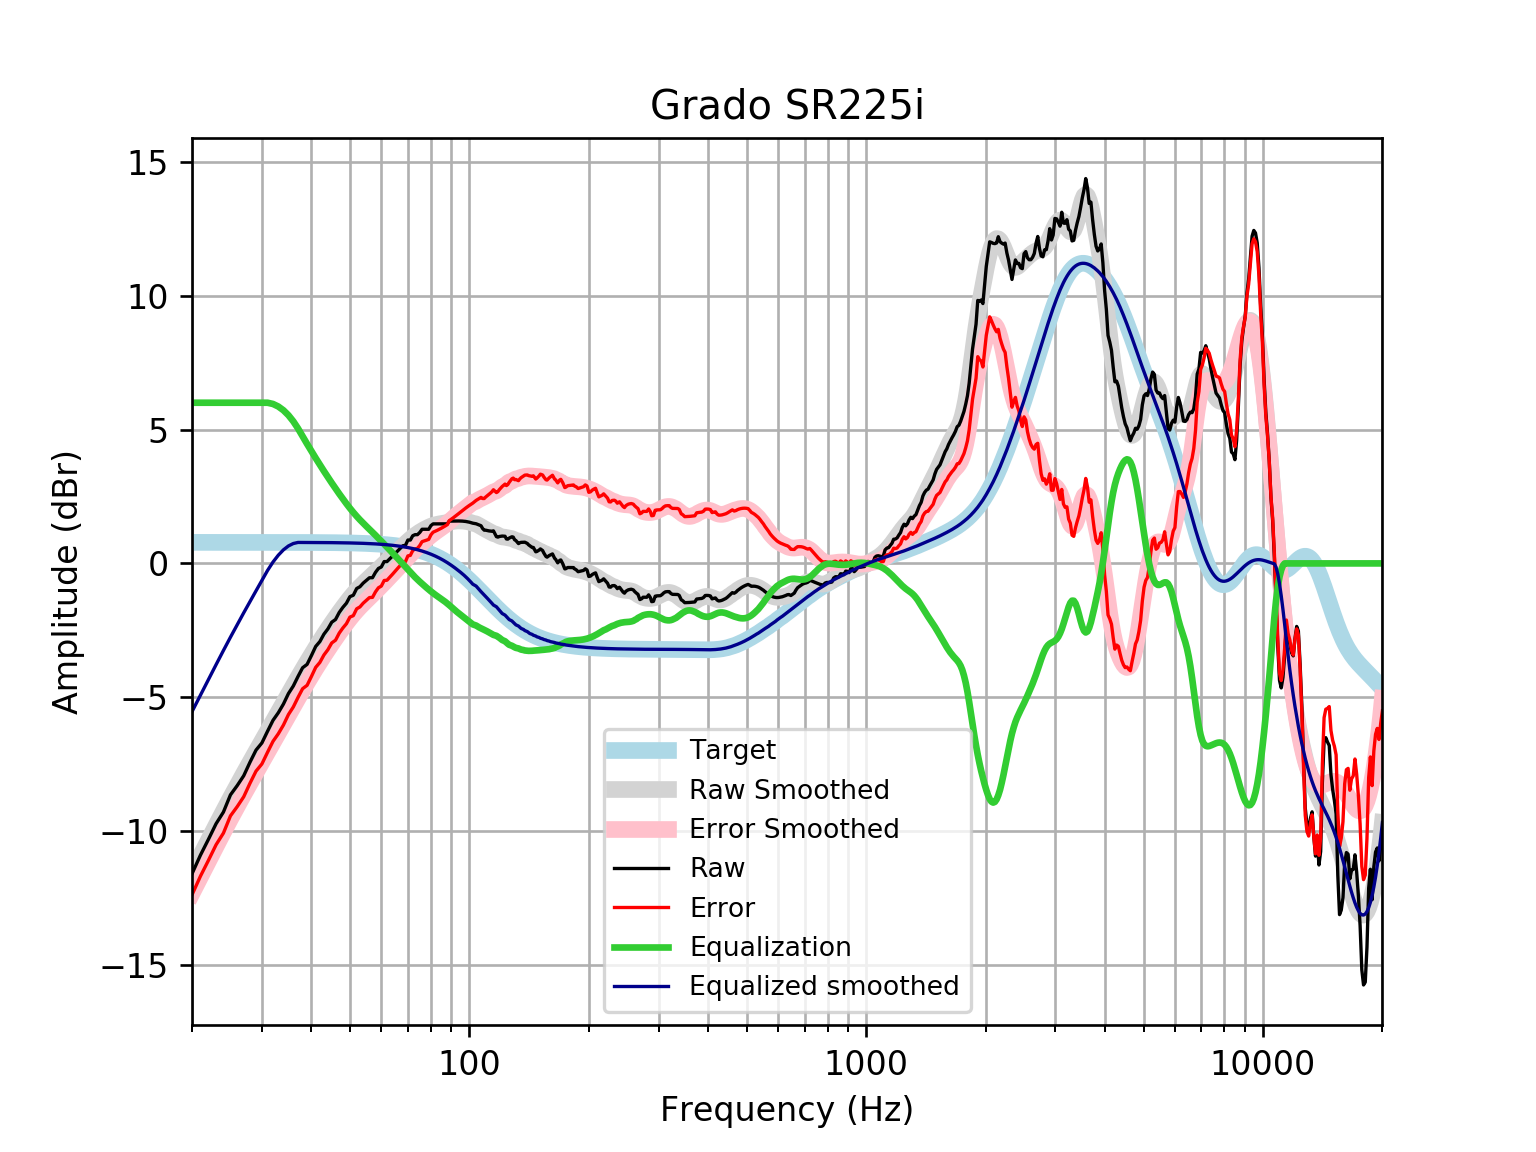 Grado SR225i
15
10
5
0
−5
−10
−15
Amplitude (dBr)
Target
Raw Smoothed
Error Smoothed
Raw
Error
Equalization
Equalized smoothed
100
1000
10000
Frequency (Hz)